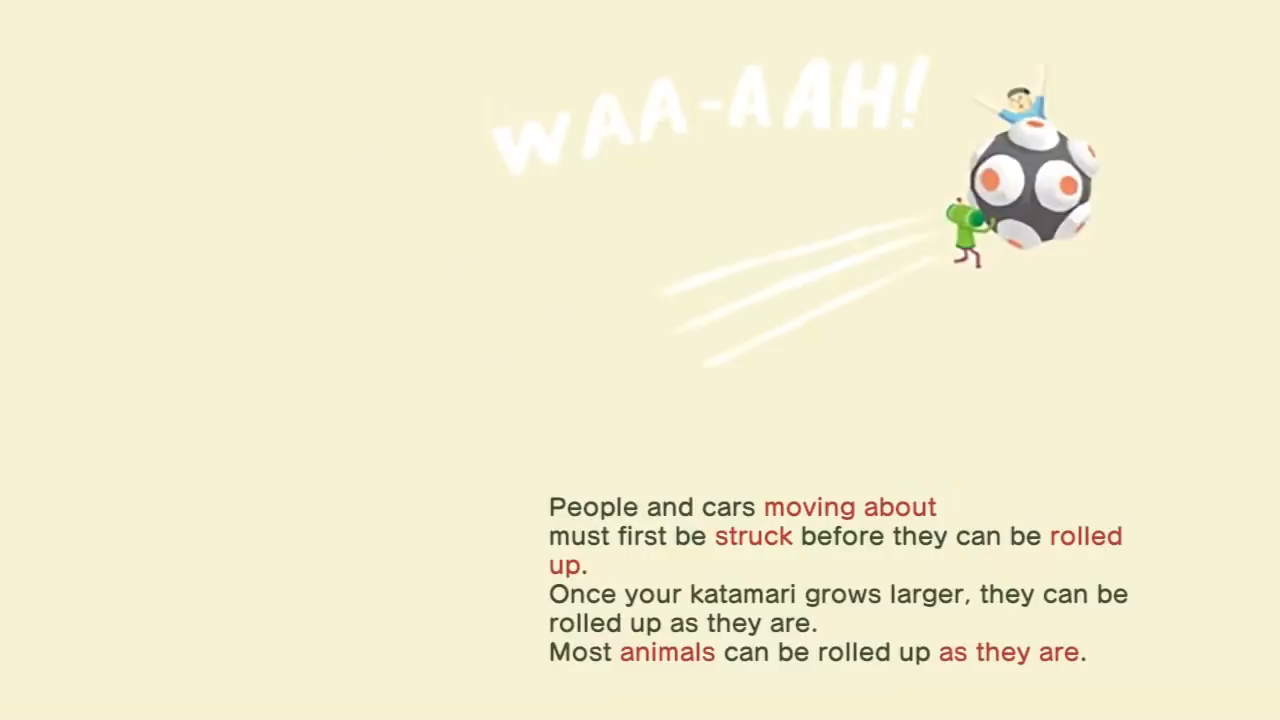 WAA-AAH!
People and cars moving about
must first be struck before they can be rolled
up.
Once your katamari grows larger, they can be
rolled up as they are.
Most animals can be rolled up as they are.